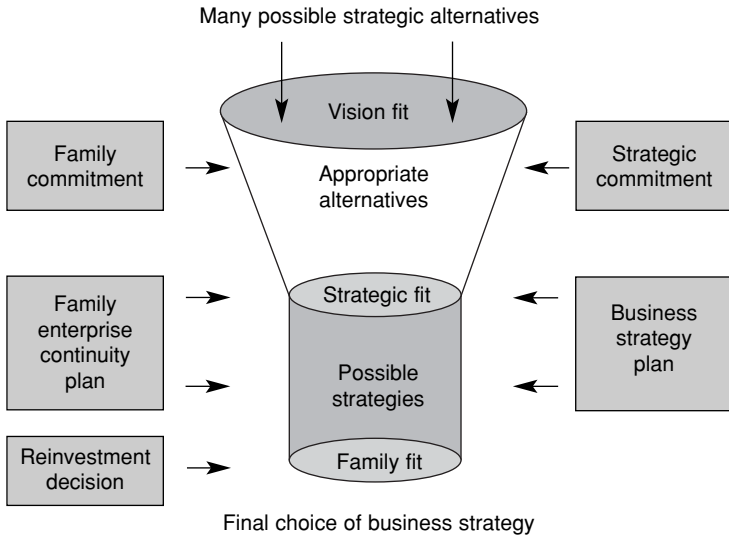 Many possible strategic alternatives
Vision fit
Family
commitment
Appropriate
alternatives
Strategic
commitment
Family
enterprise
continuity
plan
Strategic fit
Possible
strategies
Business
strategy
plan
Reinvestment
decision
Family fit
Final choice of business strategy